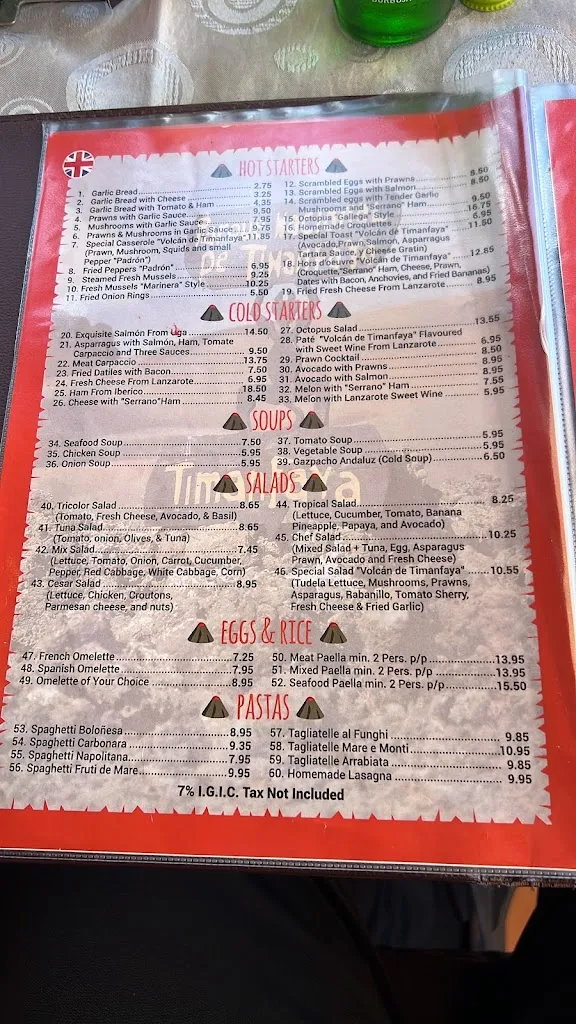 HOT STARTERS
1. Garlic Bread 2.75
2. Garlic Bread with Cheese 3.25
3. Garlic Bread with Tomato & Ham 4,35
4. Prawns with Garlic Sauce 9.50
5. Mushrooms with Garlic Sauce 7.95
6. Prawns & Mushrooms in Garlic Sauce 9.75
7. Special Casserole "Volcán de Timanfaya" 11.85
(Prawn, Mushroom, Squids and small
Pepper "Padrón")
8. Fried Peppers "Padrón" 6.95
9. Steamed Fresh Mussels 9.25
10. Fresh Mussels "Marinera" Style 10.25
11. Fried Onion Rings 5.50
12. Scrambled Eggs with Prawns 8.50
13. Scrambled Eggs with Salmon 8.50
14. Scrambled eggs with Tender Garlic
Mushrooms and "Serrano" Ham 9.50
15. Octopus "Gallega" Style 16.75
16. Homemade Croquettes 6.95
17. Special Toast "Volcán de Timanfaya" 11.50
(Avocado,Prawn, Salmon, Asparagus
Tartara Sauce,y Cheese Gratin)
18. Hors d'oeuvre "Volcán de Timanfaya" 12.85
(Croquette,"Serrano" Ham, Cheese, Prawn,
Dates with Bacon, Anchovies, and Fried Bananas)
19. Fried Fresh Cheese From Lanzarote 8.95
COLD STARTERS
20. Exquisite Salmón From Uga 14.50
21. Asparragus with Salmón, Ham, Tomate
Carpaccio and Three Sauces 9.50
22. Meat Carpaccio 13.75
23. Fried Datiles with Bacon 7.50
24. Fresh Cheese From Lanzarote 6.95
25. Ham From Iberico 18.50
26. Cheese with "Serrano"Ham 8.45
27. Octopus Salad 13.55
28. Paté "Volcán de Timanfaya" Flavoured
with Sweet Wine From Lanzarote 6.95
29. Prawn Cocktail 8.50
30. Avocado with Prawns 8.95
31. Avocado with Salmon 8.95
32. Melon with "Serrano" Ham 7.55
33. Melon with Lanzarote Sweet Wine 5.95
SOUPS
34. Seafood Soup 7.50
35. Chicken Soup 5.95
36. Onion Soup 5.95
37. Tomato Soup 5.95
38. Vegetable Soup 5.95
39. Gazpacho Andaluz (Cold Soup) 6.50
SALADS
40. Tricolor Salad 8.65
(Tomato, Fresh Cheese, Avocado, & Basil)
41. Tuna Salad 8.65
(Tomato, onion, Olives, & Tuna)
42. Mix Salad 7.45
(Lettuce, Tomato, Onion, Carrot, Cucumber,
Pepper, Red Cabbage, White Cabbage, Corn)
43. Cesar Salad 8.95
(Lettuce, Chicken, Croutons,
Parmesan cheese, and nuts)
44. Tropical Salad 8.25
(Lettuce, Cucumber, Tomato, Banana
Pineapple, Papaya, and Avocado)
45. Chef Salad 10.25
(Mixed Salad + Tuna, Egg, Asparagus
Prawn, Avocado and Fresh Cheese)
46. Special Salad "Volcán de Timanfaya" 10.55
(Tudela Lettuce, Mushrooms, Prawns,
Asparagus, Rabanillo, Tomato Sherry,
Fresh Cheese & Fried Garlic)
EGGS & RICE
47. French Omelette 7.25
48. Spanish Omelette 7.95
49. Omelette of Your Choice 8.95
50. Meat Paella min. 2 Pers. p/p 13.95
51. Mixed Paella min. 2 Pers. p/p 13.95
52. Seafood Paella min. 2 Pers. p/p 15.50
PASTAS
53. Spaghetti Boloñesa 8,95
54. Spaghetti Carbonara 9.35
55. Spaghetti Napolitana 7.95
56. Spaghetti Fruti de Mare 9.95
57. Tagliatelle al Funghi 9.85
58. Tagliatelle Mare e Monti 10.95
59. Tagliatelle Arrabiata 9.85
60. Homemade Lasagna 9.95
7% I.G.I.C. Tax Not Included